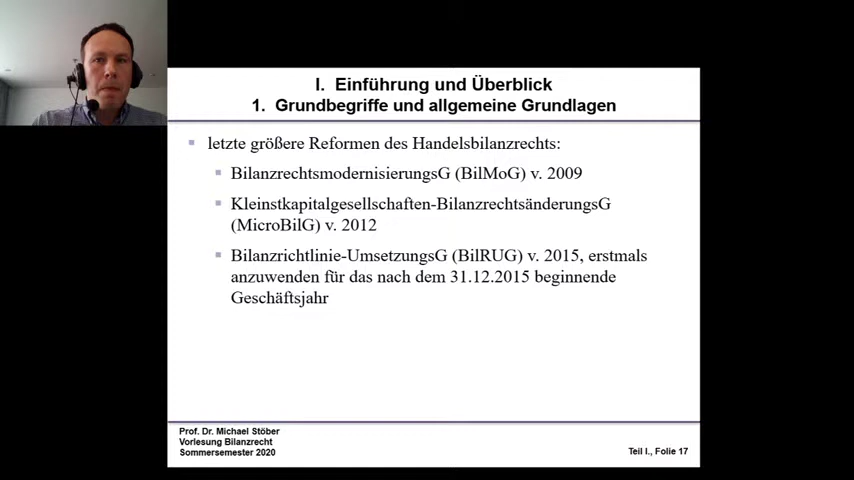 I. Einführung und Überblick
1. Grundbegriffe und allgemeine Grundlagen
letzte größere Reformen des Handelsbilanzrechts:
BilanzrechtsmodernisierungsG (BilMoG) v. 2009
Kleinstkapitalgesellschaften-BilanzrechtsänderungsG
(MicroBilG) v. 2012
Bilanzrichtlinie-UmsetzungsG (BilRUG) v. 2015, erstmals
anzuwenden für das nach dem 31.12.2015 beginnende
Geschäftsjahr
Prof. Dr. Michael Stöber
Vorlesung Bilanzrecht
Sommersemester 2020
Teil I., Folie 17